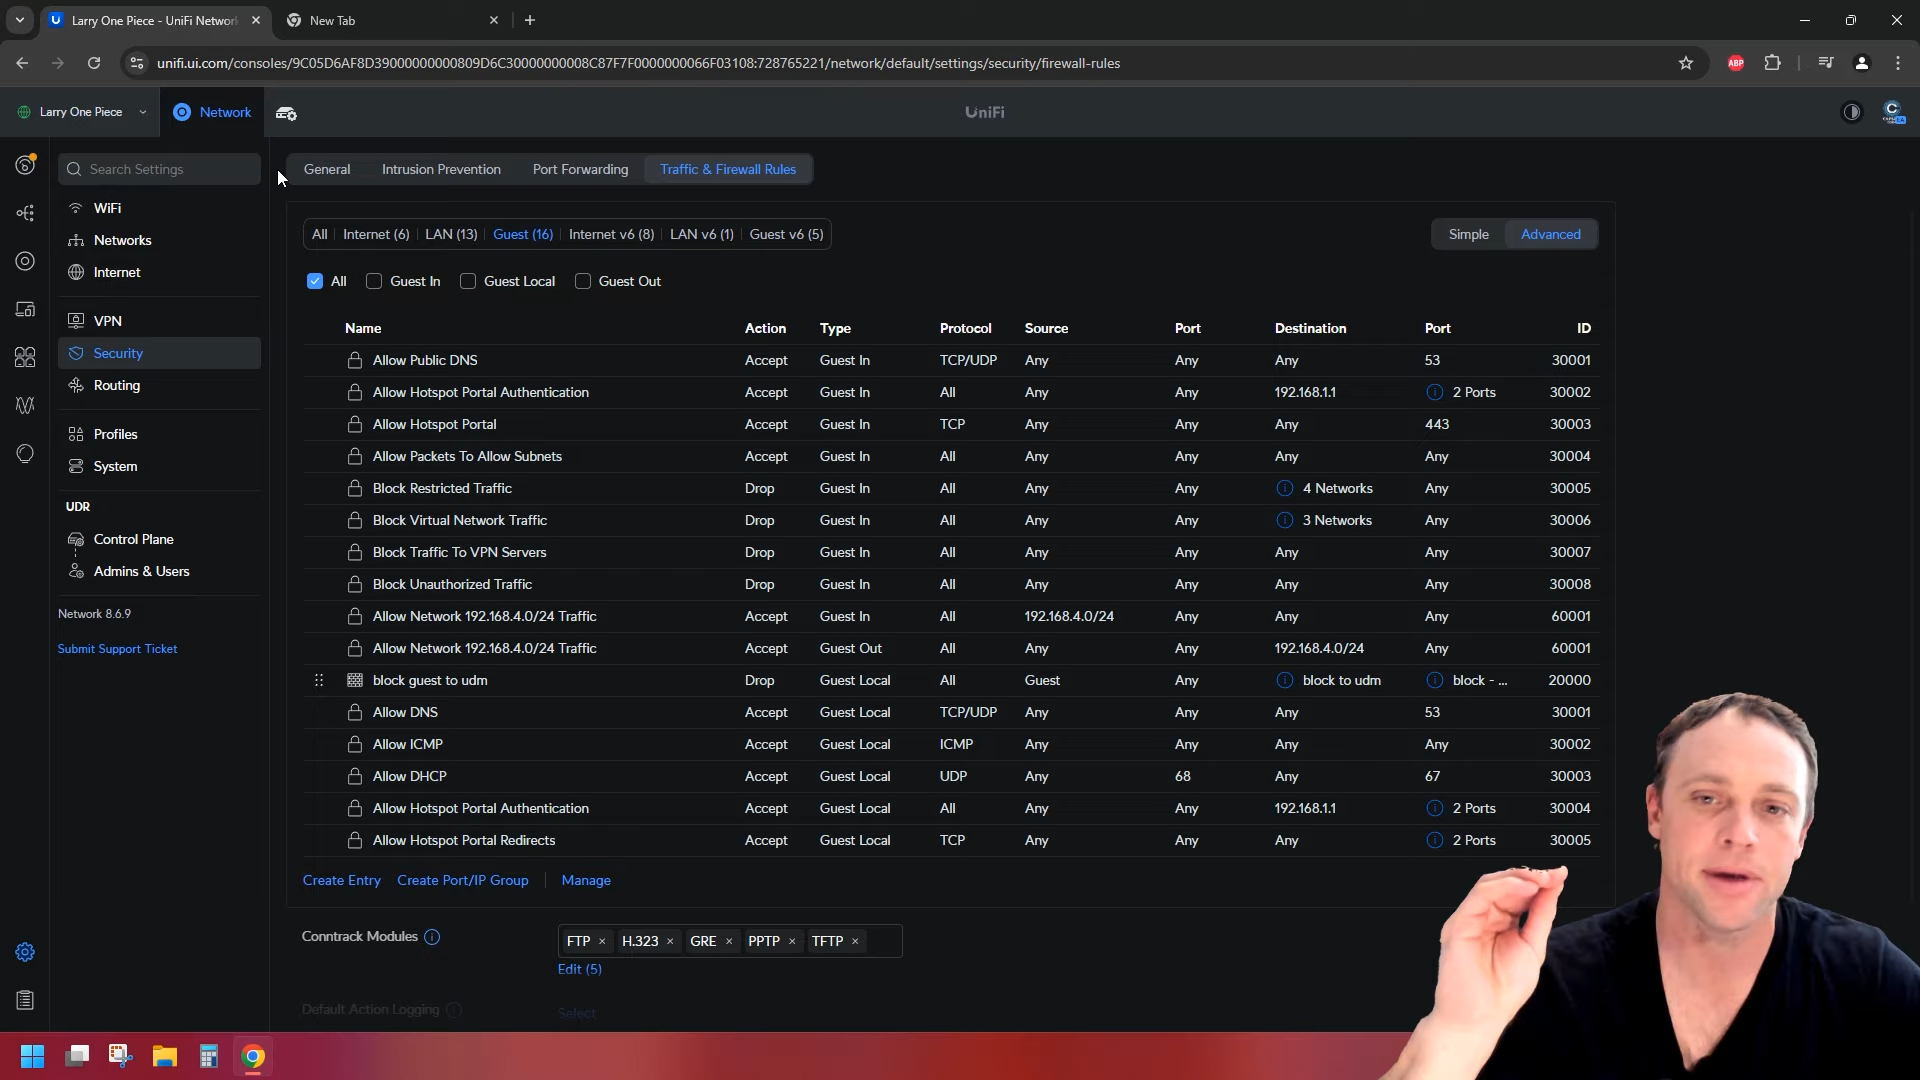 Larry One Piece - UniFi Network
New Tab
unifi.ui.com/consoles/9C05D6AF8D39000000000809D6C30000000008C87F7F0000000066F03108:728765221/network/default/settings/security/firewall-rules
ABP
Larry One Piece
Network
UniFi
Search Settings
WiFi
Networks
Internet
VPN
Security
Routing
Profiles
System
UDR
Control Plane
Admins & Users
Network 8.6.9
Submit Support Ticket
General Intrusion Prevention Port Forwarding Traffic & Firewall Rules
All Internet (6) LAN (13) Guest (16) Internet v6 (8) LAN v6 (1) Guest v6 (5)
Simple Advanced
All Guest In Guest Local Guest Out
Name Action Type Protocol Source Port Destination Port ID
Allow Public DNS Accept Guest In TCP/UDP Any Any Any 53 30001
Allow Hotspot Portal Authentication Accept Guest In All Any Any 192.168.1.1 2 Ports 30002
Allow Hotspot Portal Accept Guest In TCP Any Any Any 443 30003
Allow Packets To Allow Subnets Accept Guest In All Any Any Any Any 30004
Block Restricted Traffic Drop Guest In All Any Any 4 Networks Any 30005
Block Virtual Network Traffic Drop Guest In All Any Any 3 Networks Any 30006
Block Traffic To VPN Servers Drop Guest In All Any Any Any Any 30007
Block Unauthorized Traffic Drop Guest In All Any Any Any Any 30008
Allow Network 192.168.4.0/24 Traffic Accept Guest In All 192.168.4.0/24 Any Any Any 60001
Allow Network 192.168.4.0/24 Traffic Accept Guest Out All Any Any 192.168.4.0/24 Any 60001
block guest to udm Drop Guest Local All Guest Any block to udm block - ... 20000
Allow DNS Accept Guest Local TCP/UDP Any Any Any 53 30001
Allow ICMP Accept Guest Local ICMP Any Any Any Any 30002
Allow DHCP Accept Guest Local UDP Any 68 Any 67 30003
Allow Hotspot Portal Authentication Accept Guest Local All Any Any 192.168.1.1 2 Ports 30004
Allow Hotspot Portal Redirects Accept Guest Local TCP Any Any Any 2 Ports 30005
Create Entry Create Port/IP Group Manage
Conntrack Modules FTP × H.323 × GRE × PPTP × TFTP ×
Edit (5)
Default Action Logging Select